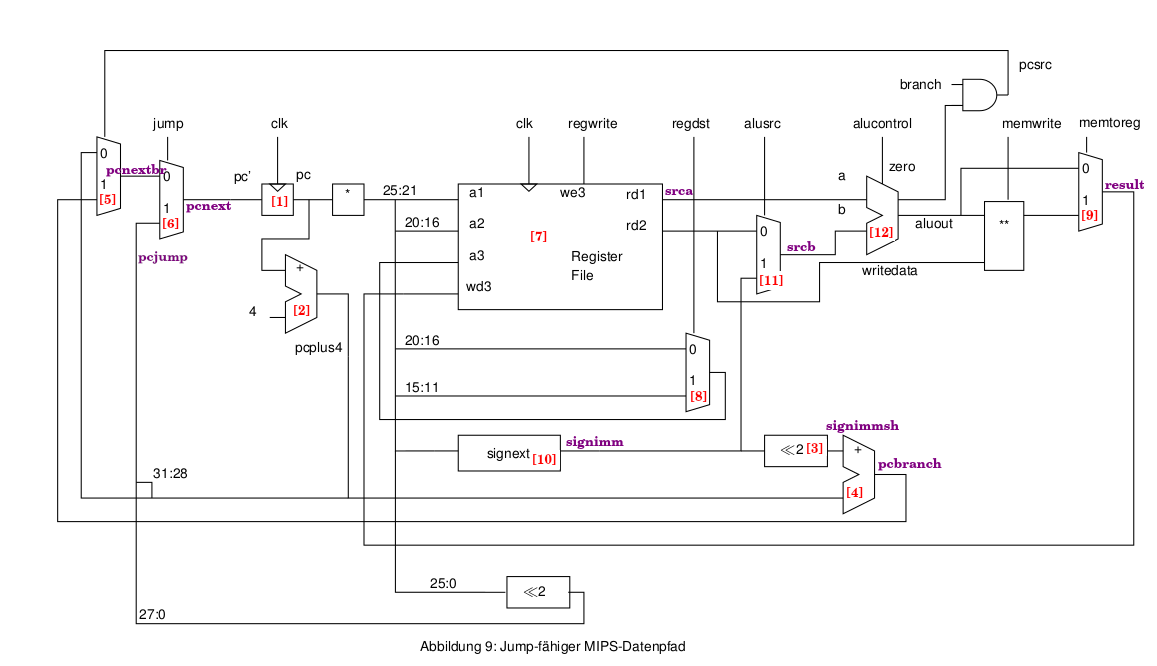 pcsrc
branch
jump
clk
clk
regwrite
regdst
alusrc
alucontrol
memwrite
memtoreg
0
pcnextbr
1
[5]
0
1
[6]
pcnext
pcjump
pc'
pc
[1]
*
25:21
20:16
a1
a2
a3
wd3
we3
rd1
rd2
[7]
Register
File
srca
0
1
[11]
srcb
a
b
zero
[12]
aluout
writedata
**
0
1
[9]
result
+
[2]
4
pcplus4
20:16
15:11
0
1
[8]
signext
[10]
signimm
≪2
[3]
signimmsh
+
[4]
pcbranch
31:28
25:0
≪2
27:0
Abbildung 9: Jump-fähiger MIPS-Datenpfad